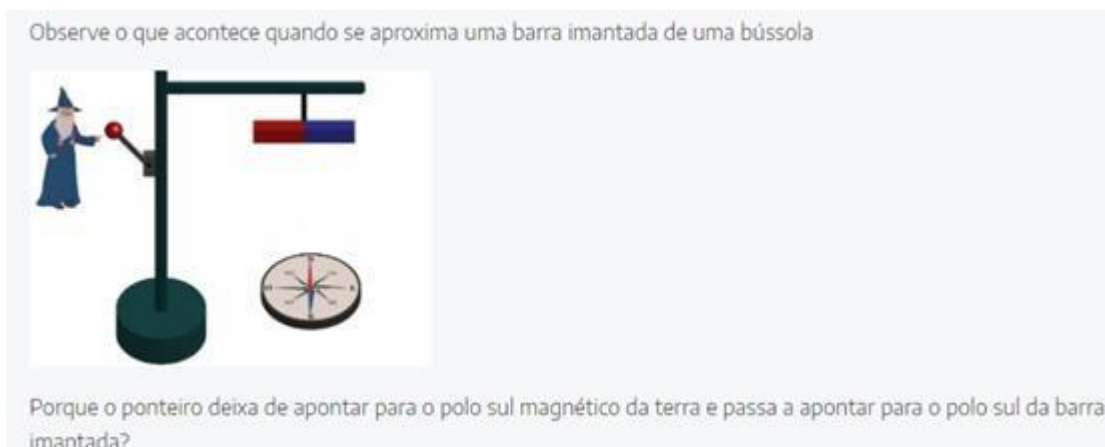 Observe o que acontece quando se aproxima uma barra imantada de uma bússola
Porque o ponteiro deixa de apontar para o polo sul magnético da terra e passa a apontar para o polo sul da barra
imantada?